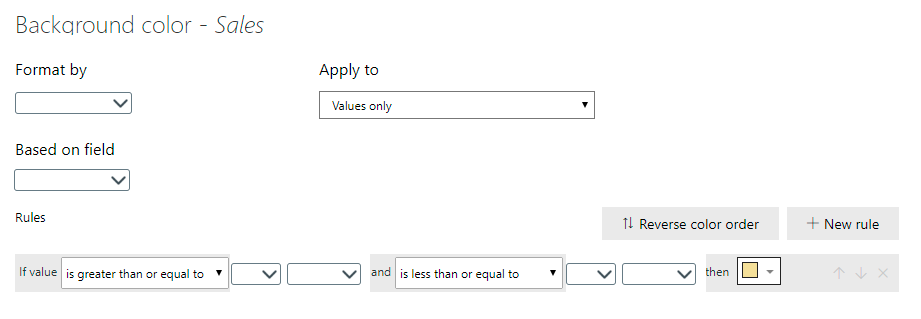 Background color - Sales
Format by
Apply to
Values only
Based on field
Rules
Reverse color order
New rule
If value is greater than or equal to and is less than or equal to then